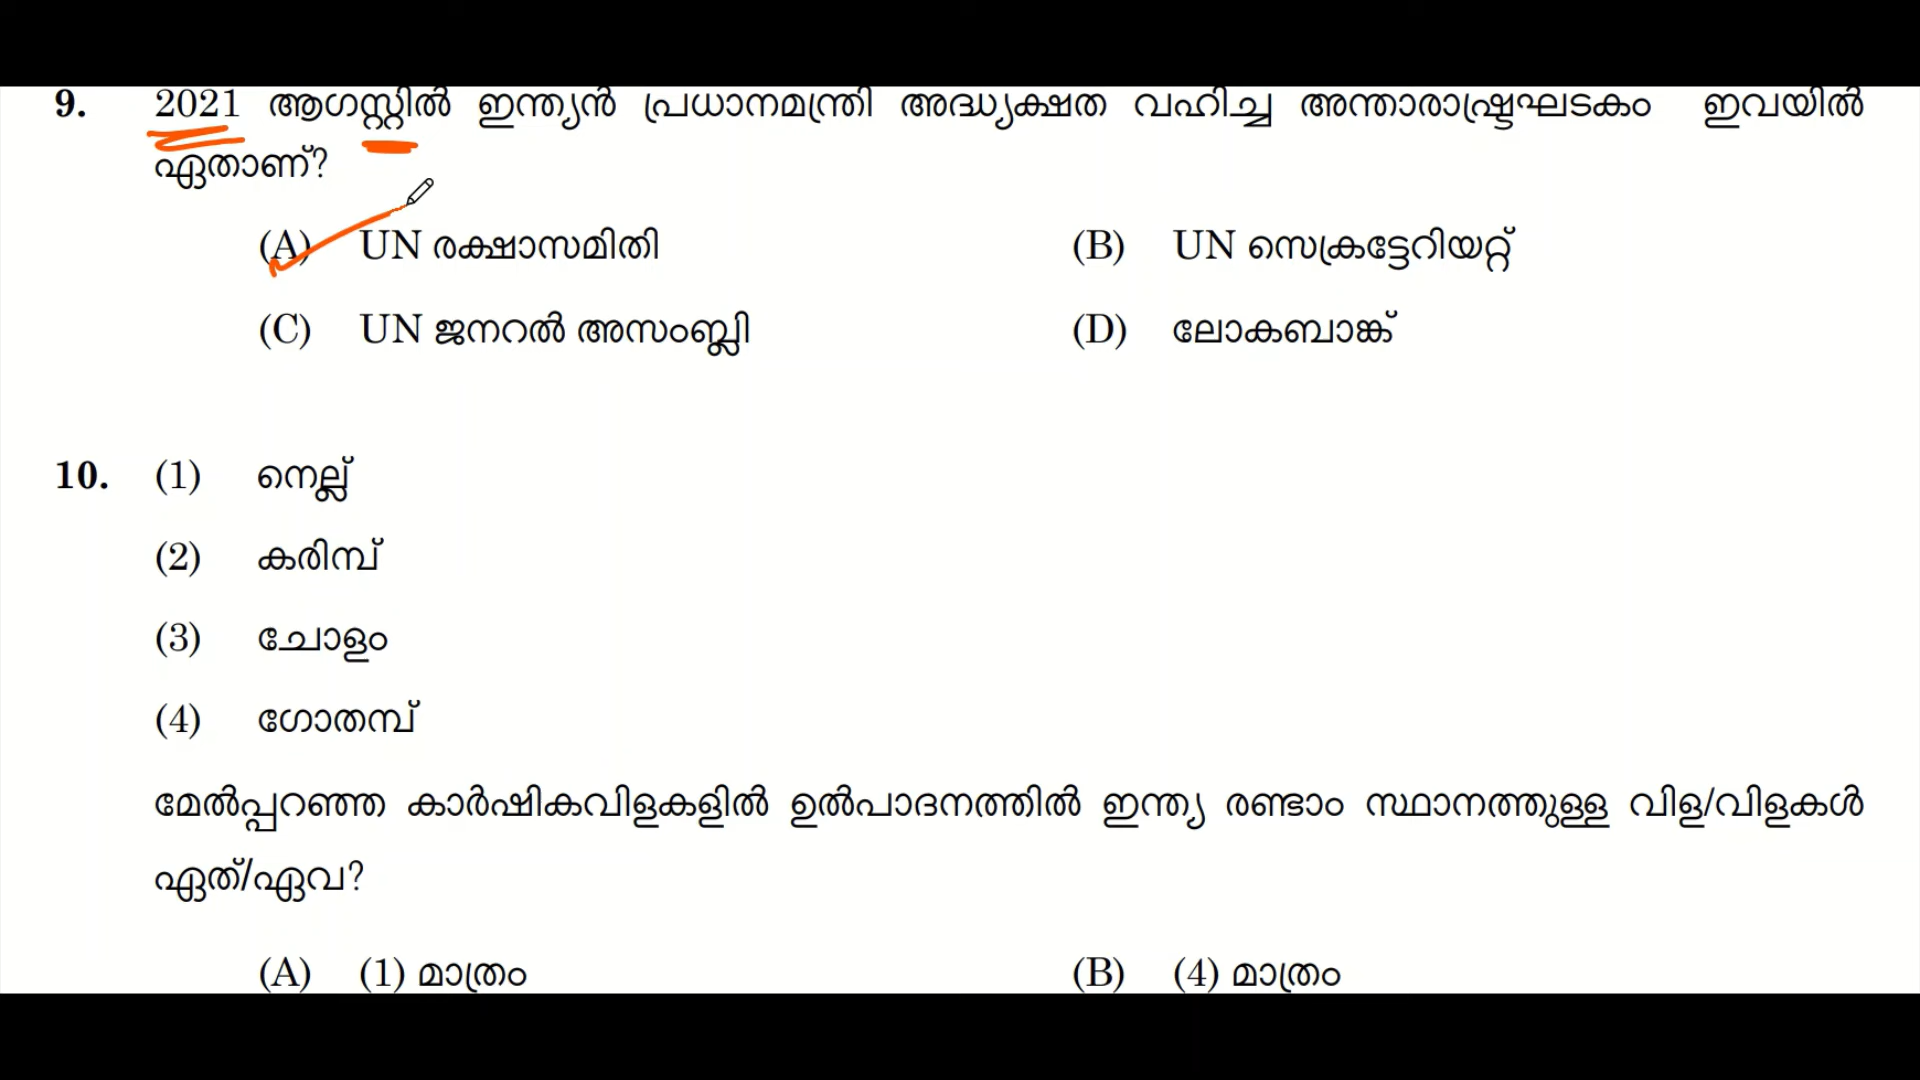 9. 2021 ആഗസ്റ്റിൽ ഇന്ത്യൻ പ്രധാനമന്ത്രി അദ്ധ്യക്ഷത വഹിച്ച അന്താരാഷ്ട്രഘടകം ഇവയിൽ
ഏതാണ്?
(A) UN രക്ഷാസമിതി (B) UN സെക്രട്ടേറിയറ്റ്
(C) UN ജനറൽ അസംബ്ലി (D) ലോകബാങ്ക്
10. (1) നെല്ല്
(2) കരിമ്പ്
(3) ചോളം
(4) ഗോതമ്പ്
മേൽപ്പറഞ്ഞ കാർഷികവിളകളിൽ ഉൽപാദനത്തിൽ ഇന്ത്യ രണ്ടാം സ്ഥാനത്തുള്ള വിള/വിളകൾ
ഏത്/ഏവ?
(A) (1) മാത്രം (B) (4) മാത്രം